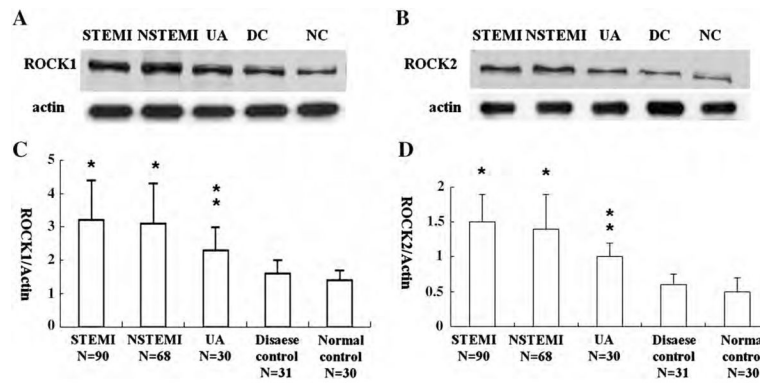 A
STEMI NSTEMI UA DC NC
ROCK1
actin
B
STEMI NSTEMI UA DC NC
ROCK2
actin
C
ROCK1/Actin
5
4
3
2
1
0
* * * *
STEMI NSTEMI UA Disaese Normal
N=90 N=68 N=30 control control
N=31 N=30
D
ROCK2/Actin
2
1.5
1
0.5
0
* * * *
STEMI NSTEMI UA Disaese Normal
N=90 N=68 N=30 control control
N=31 N=30